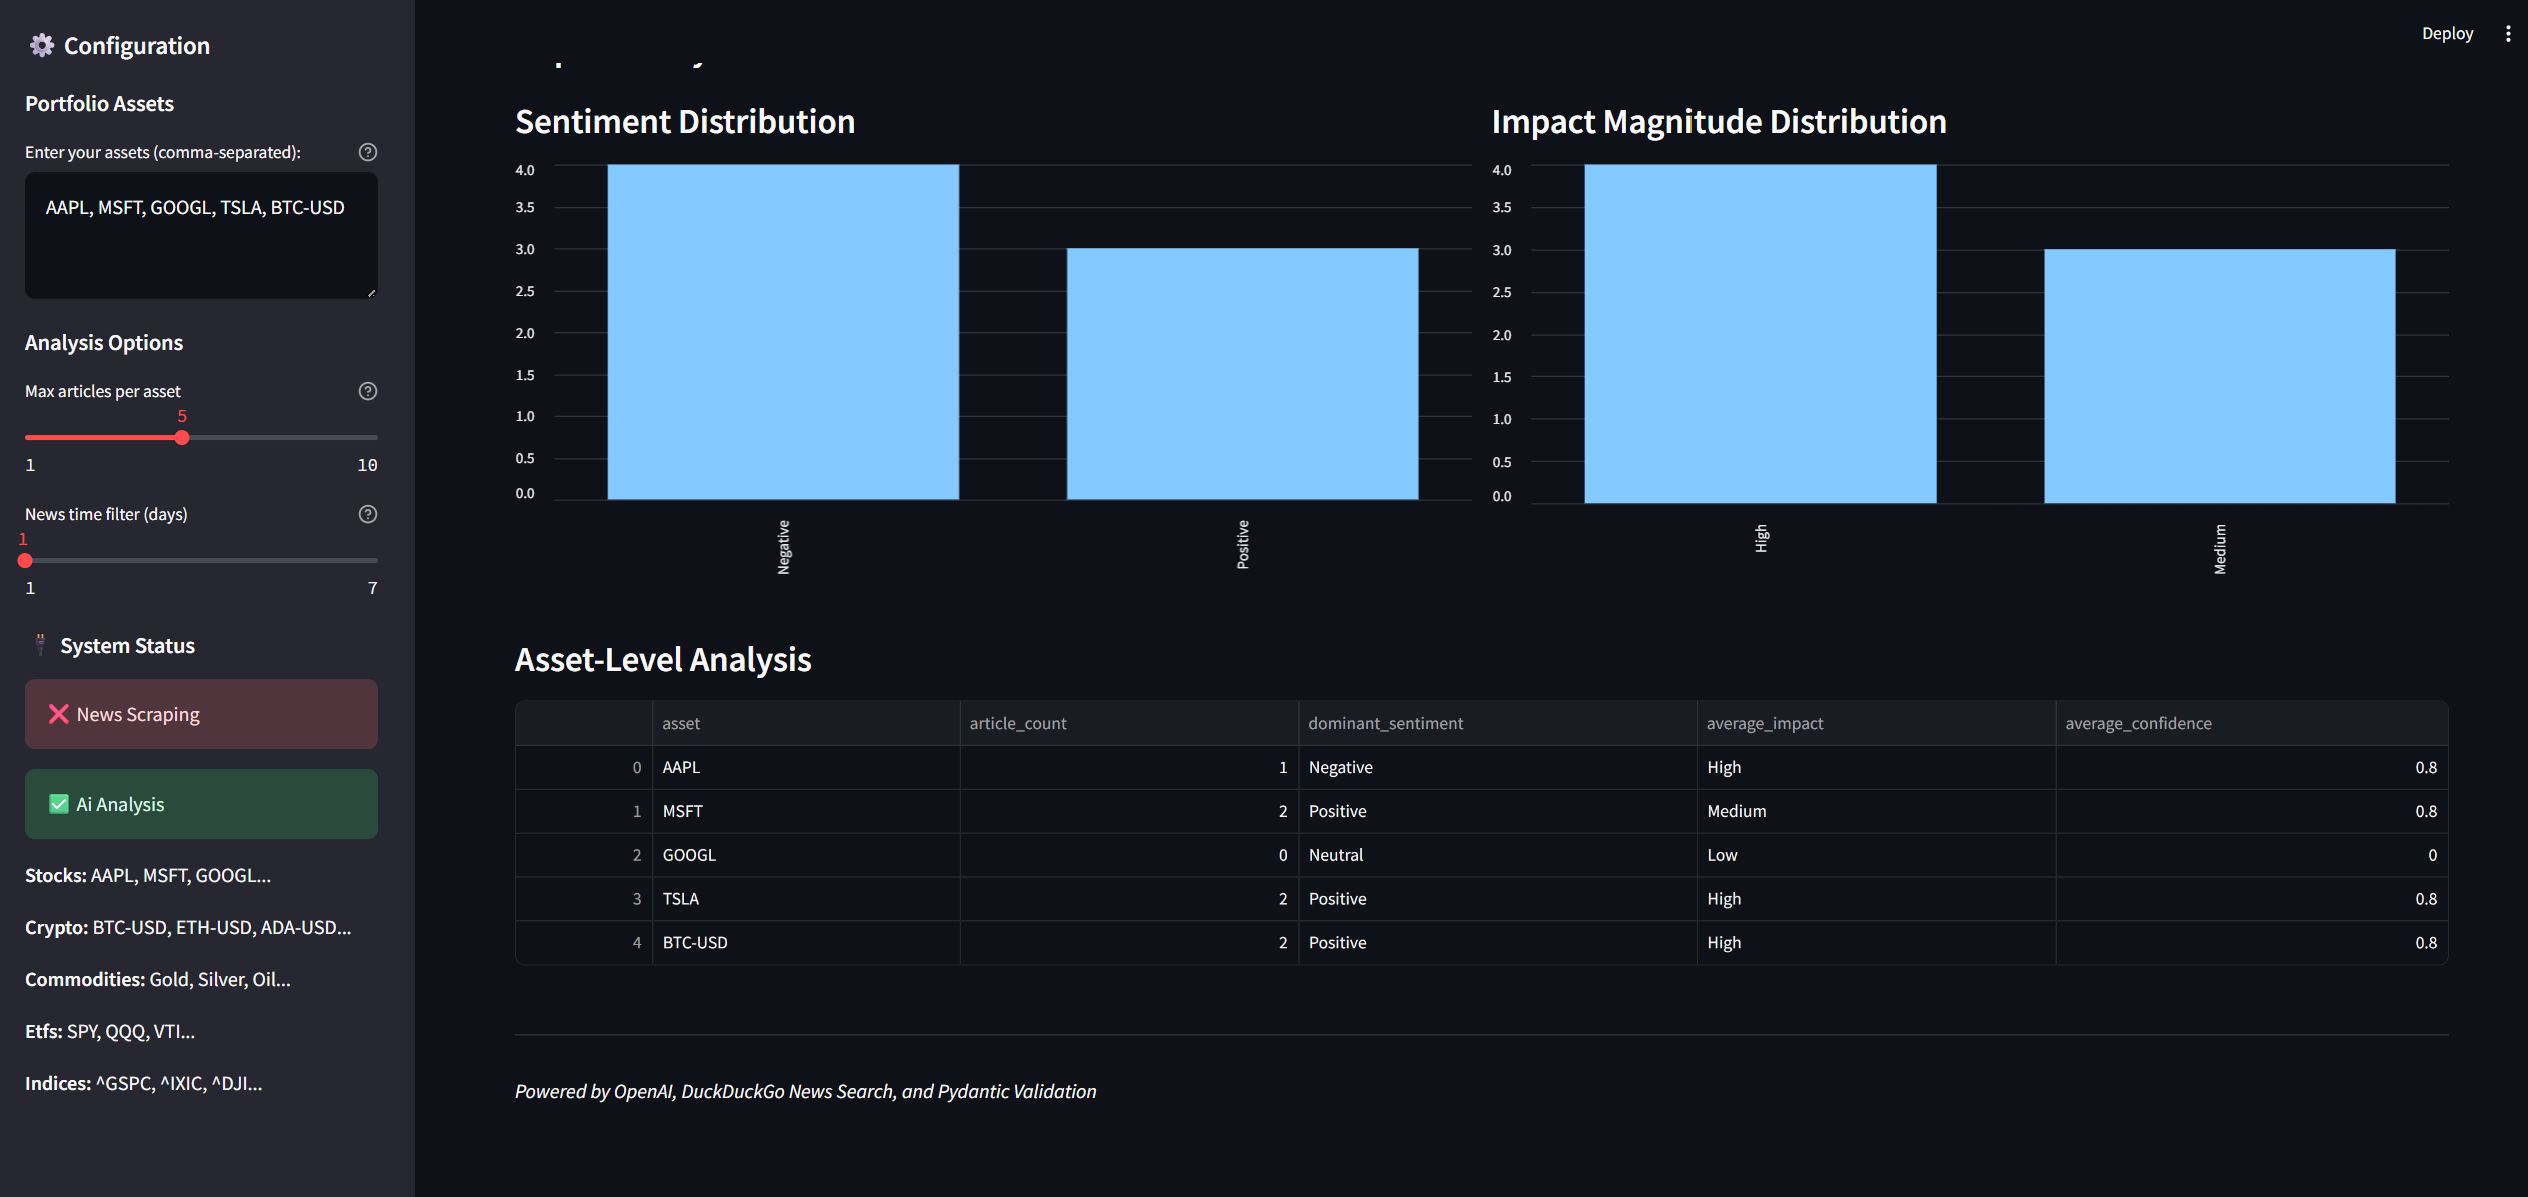 Configuration
Portfolio Assets
Enter your assets (comma-separated):
AAPL, MSFT, GOOGL, TSLA, BTC-USD
Analysis Options
Max articles per asset
5
1 10
News time filter (days)
1
1 7
System Status
News Scraping
Ai Analysis
Stocks: AAPL, MSFT, GOOGL...
Crypto: BTC-USD, ETH-USD, ADA-USD...
Commodities: Gold, Silver, Oil...
Etfs: SPY, QQQ, VTI...
Indices: ^GSPC, ^IXIC, ^DJI...
Deploy
Sentiment Distribution
4.0
3.5
3.0
2.5
2.0
1.5
1.0
0.5
0.0
Negative
Positive
Impact Magnitude Distribution
4.0
3.5
3.0
2.5
2.0
1.5
1.0
0.5
0.0
High
Medium
Asset-Level Analysis
asset article_count dominant_sentiment average_impact average_confidence
0 AAPL 1 Negative High 0.8
1 MSFT 2 Positive Medium 0.8
2 GOOGL 0 Neutral Low 0
3 TSLA 2 Positive High 0.8
4 BTC-USD 2 Positive High 0.8
Powered by OpenAI, DuckDuckGo News Search, and Pydantic Validation